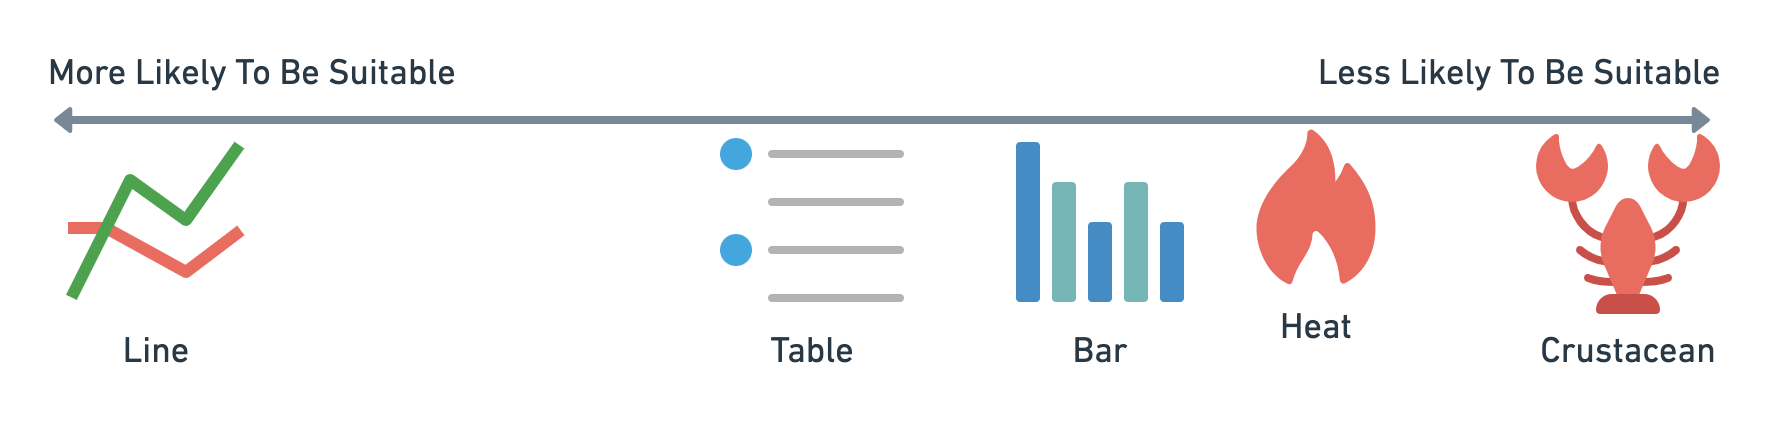 More Likely To Be Suitable
Less Likely To Be Suitable
Line
Table
Bar
Heat
Crustacean